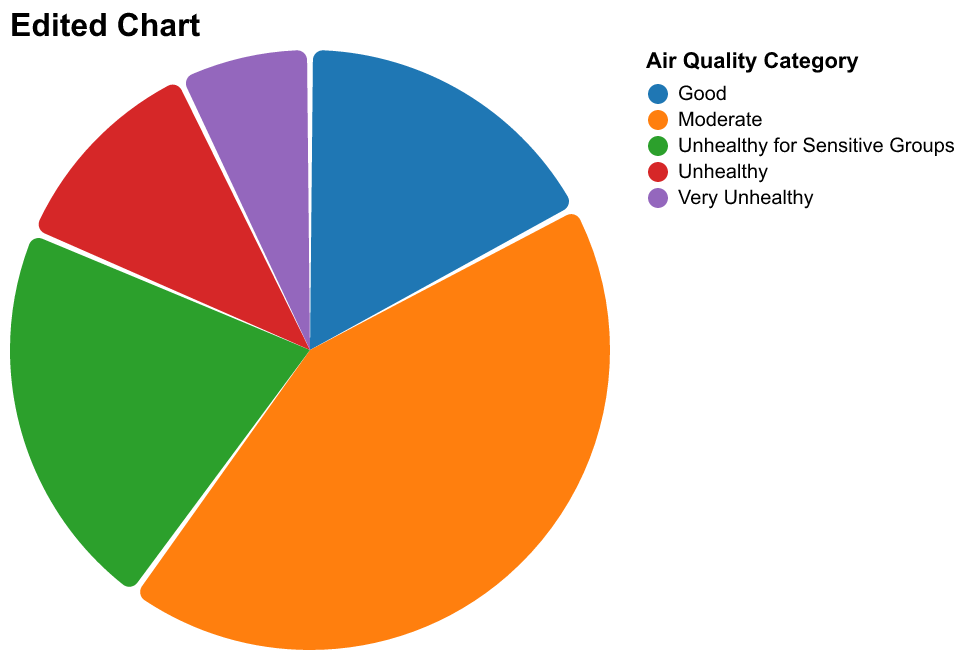 Edited Chart
Air Quality Category
Good
Moderate
Unhealthy for Sensitive Groups
Unhealthy
Very Unhealthy